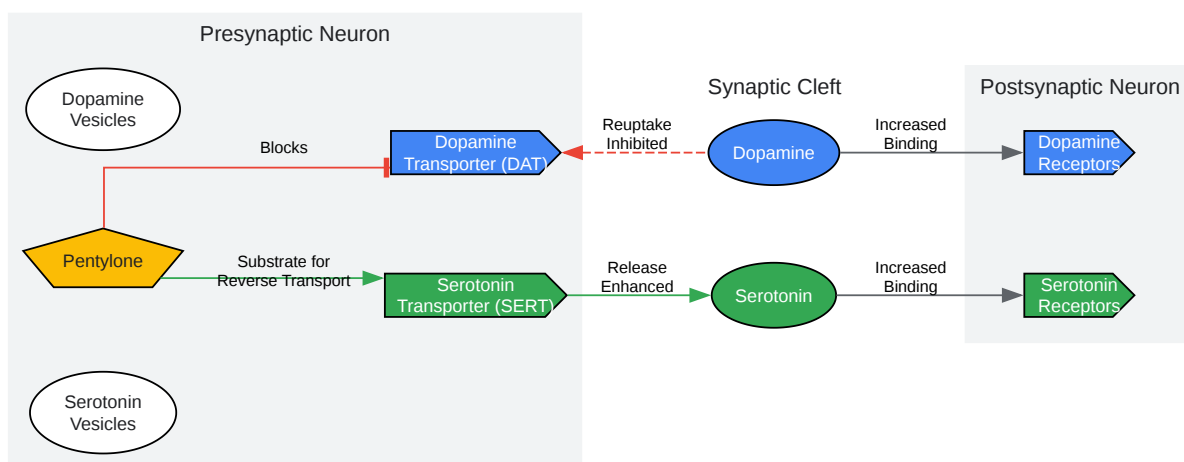 Presynaptic Neuron
Dopamine
Vesicles
Blocks
Dopamine
Transporter (DAT)
Pentylone
Substrate for
Reverse Transport
Serotonin
Transporter (SERT)
Serotonin
Vesicles
Synaptic Cleft
Reuptake
Inhibited
Dopamine
Increased
Binding
Release
Enhanced
Serotonin
Increased
Binding
Postsynaptic Neuron
Dopamine
Receptors
Serotonin
Receptors